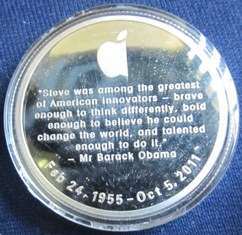 "Steve was among the greatest
of American innovators - brave
enough to think differently, bold
enough to believe he could
change the world, and talented
enough to do it."
- Mr Barack Obama
Feb 24, 1955 - Oct 5, 2011